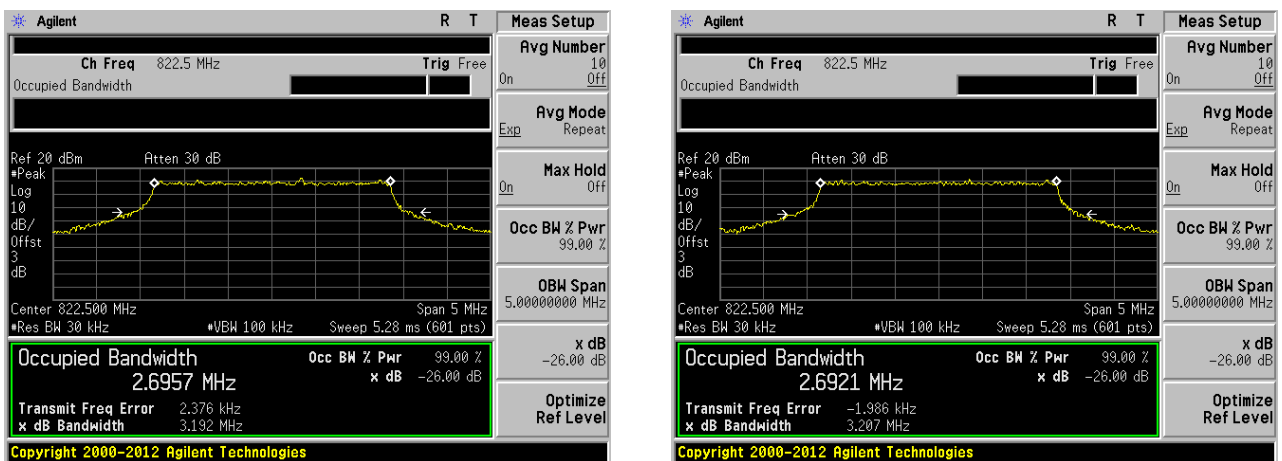 Agilent R T
Meas Setup
Ch Freq 822.5 MHz Trig Free
Occupied Bandwidth
Avg Number
10
On Off
Avg Mode
Exp Repeat
Max Hold
On Off
Occ BW % Pwr
99.00 %
OBW Span
5.00000000 MHz
x dB
-26.00 dB
Optimize
Ref Level
Ref 20 dBm Atten 30 dB
#Peak
Log
10
dB/
Offst
3
dB
Center 822.500 MHz Span 5 MHz
#Res BW 30 kHz #VBW 100 kHz Sweep 5.28 ms (601 pts)
Occupied Bandwidth Occ BW % Pwr 99.00 %
2.6957 MHz x dB -26.00 dB
Transmit Freq Error 2.376 kHz
x dB Bandwidth 3.192 MHz
Copyright 2000-2012 Agilent Technologies
Agilent R T
Meas Setup
Ch Freq 822.5 MHz Trig Free
Occupied Bandwidth
Avg Number
10
On Off
Avg Mode
Exp Repeat
Max Hold
On Off
Occ BW % Pwr
99.00 %
OBW Span
5.00000000 MHz
x dB
-26.00 dB
Optimize
Ref Level
Ref 20 dBm Atten 30 dB
#Peak
Log
10
dB/
Offst
3
dB
Center 822.500 MHz Span 5 MHz
#Res BW 30 kHz #VBW 100 kHz Sweep 5.28 ms (601 pts)
Occupied Bandwidth Occ BW % Pwr 99.00 %
2.6921 MHz x dB -26.00 dB
Transmit Freq Error -1.986 kHz
x dB Bandwidth 3.207 MHz
Copyright 2000-2012 Agilent Technologies